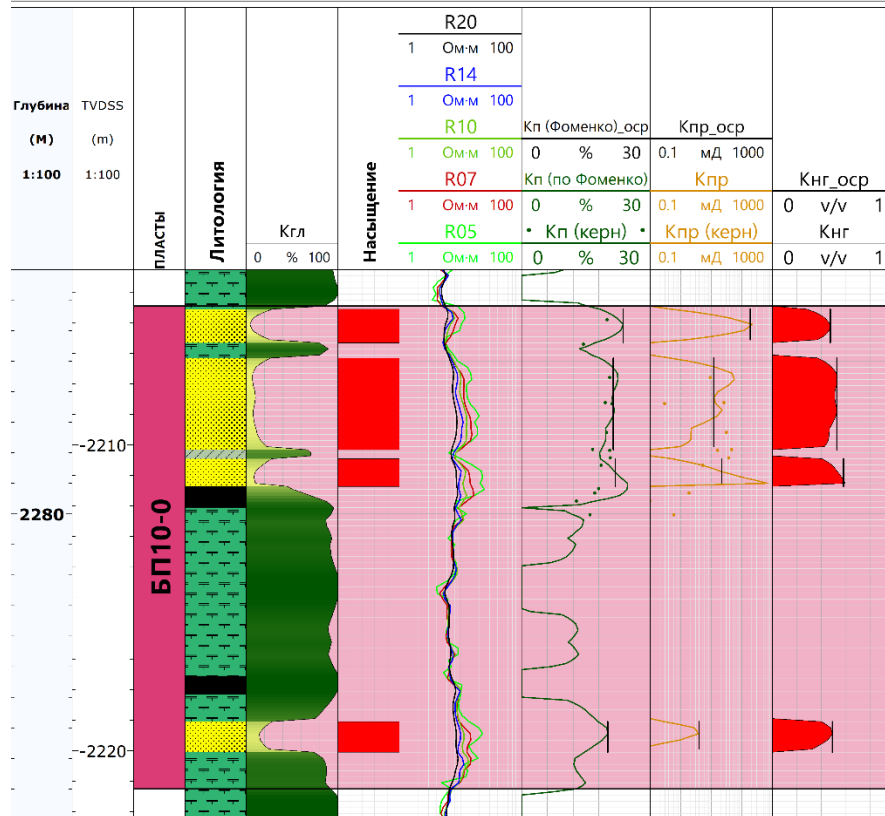 R20
1 Ом·м 100
R14
1 Ом·м 100
Глубина TVDSS R10 Кп (Фоменко)_оср Кпр_оср
(М) (m) 1 Ом·м 100 0 % 30 0.1 мД 1000
1:100 1:100 R07 Кп (по Фоменко) Кпр Кнг_оср
1 Ом·м 100 0 % 30 0.1 мД 1000 0 v/v 1
ПЛАСТЫ Литология Кгл Насыщение R05 Кп (керн) Кпр (керн) Кнг
0 % 100 1 Ом·м 100 0 % 30 0.1 мД 1000 0 v/v 1
-2210
2280
БП10-0
-2220